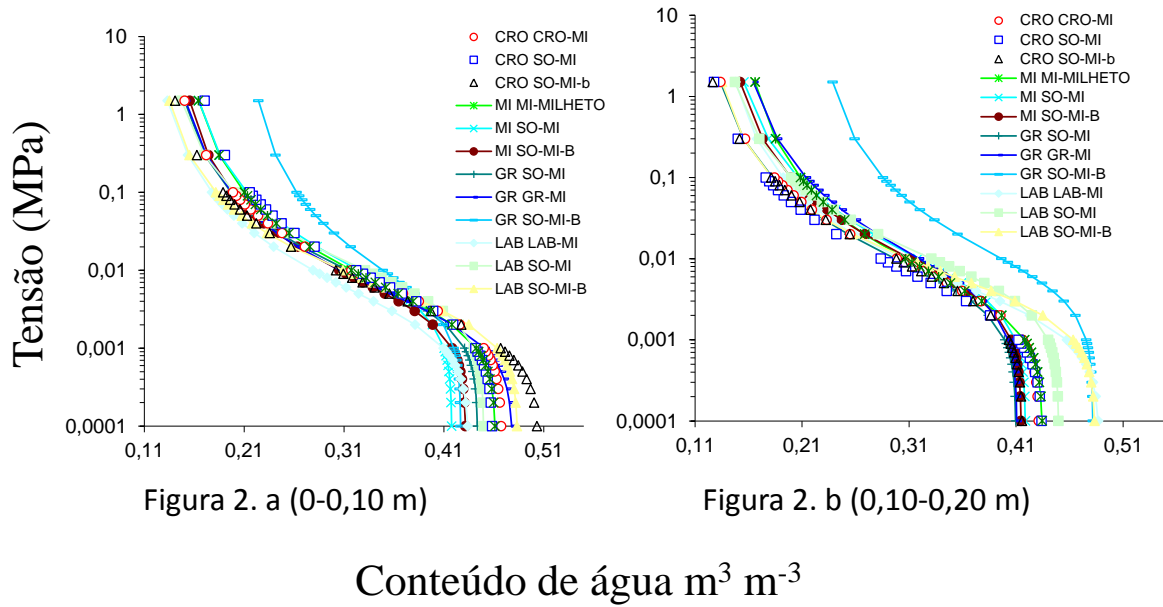 Tensão (MPa)
10
1
0,1
0,01
0,001
0,0001
0,11
0,21
0,31
0,41
0,51
CRO CRO-MI
CRO SO-MI
CRO SO-MI-b
MI MI-MILHETO
MI SO-MI
MI SO-MI-B
GR SO-MI
GR GR-MI
GR SO-MI-B
LAB LAB-MI
LAB SO-MI
LAB SO-MI-B
Figura 2. a (0-0,10 m)
10
1
0,1
0,01
0,001
0,0001
0,11
0,21
0,31
0,41
0,51
CRO CRO-MI
CRO SO-MI
CRO SO-MI-b
MI MI-MILHETO
MI SO-MI
MI SO-MI-B
GR SO-MI
GR GR-MI
GR SO-MI-B
LAB LAB-MI
LAB SO-MI
LAB SO-MI-B
Figura 2. b (0,10-0,20 m)
Conteúdo de água m³ m⁻³